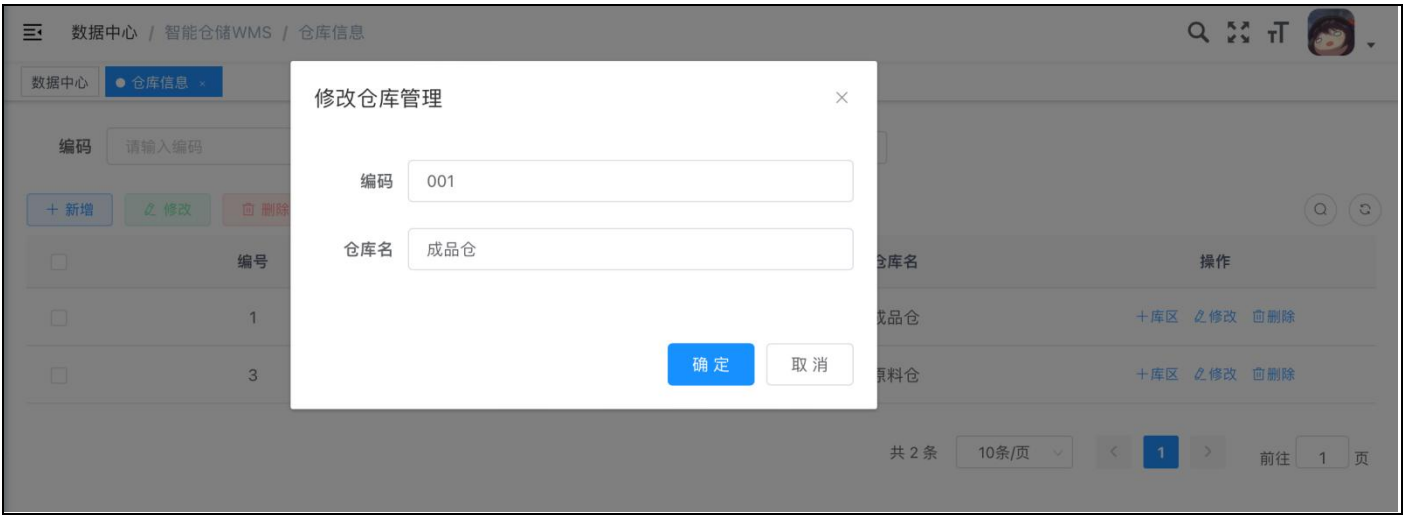 数据中心 / 智能仓储WMS / 仓库信息
数据中心 仓库信息 ×
修改仓库管理 ×
编码 请输入编码
编码 001
+ 新增 修改 删除
仓库名 成品仓
编号 仓库名 操作
1 成品仓 +库区 修改 删除
确 定 取 消
3 原料仓 +库区 修改 删除
共 2 条 10条/页 < 1 > 前往 1 页